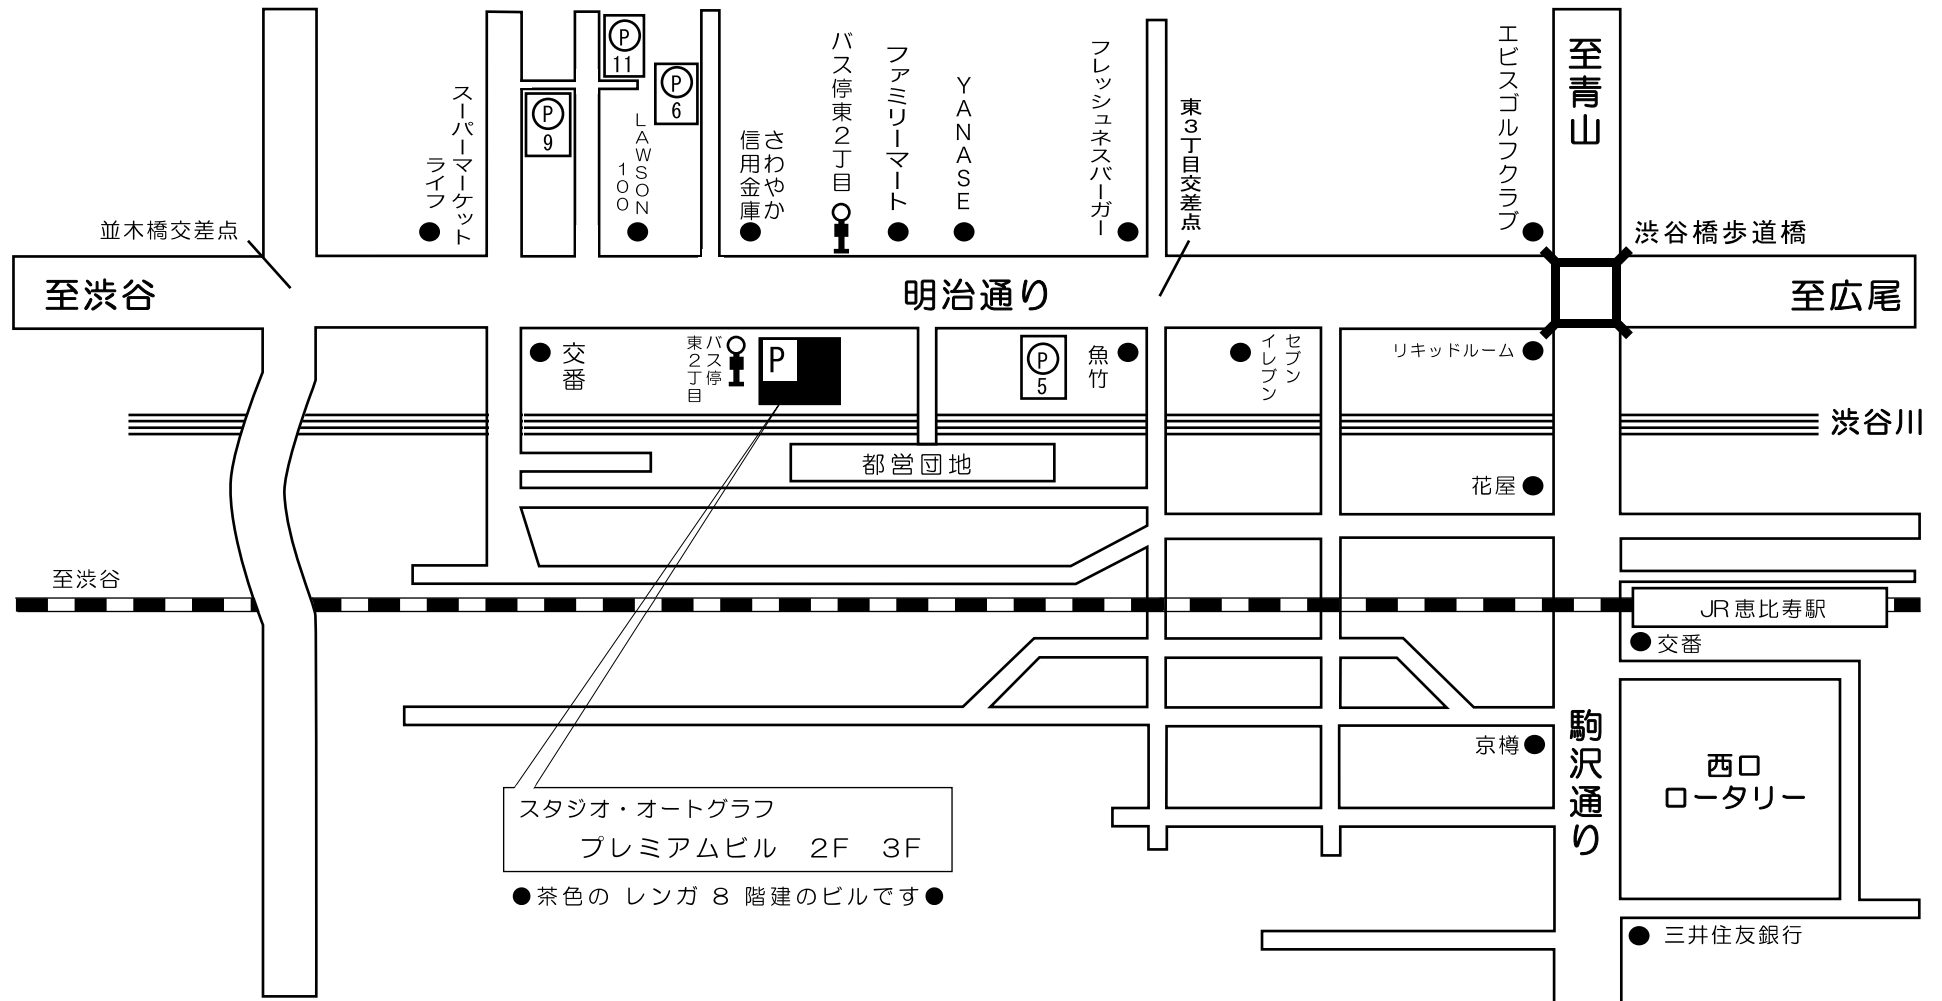 P
11
P
9
P
6
スーパーマーケット
ライフ
LAWSON
100
さわやか
信用金庫
バス停東2丁目
ファミリーマート
YANASE
フレッシュネスバーガー
東3丁目交差点
エビスゴルフクラブ
至青山
並木橋交差点
渋谷橋歩道橋
至渋谷
明治通り
至広尾
交番
バス停
東2丁目
P
P
5
魚竹
セブン
イレブン
リキッドルーム
渋谷川
都営団地
花屋
至渋谷
JR恵比寿駅
交番
駒沢通り
京樽
西口
ロータリー
スタジオ・オートグラフ
プレミアムビル 2F 3F
●茶色の レンガ 8 階建のビルです●
三井住友銀行